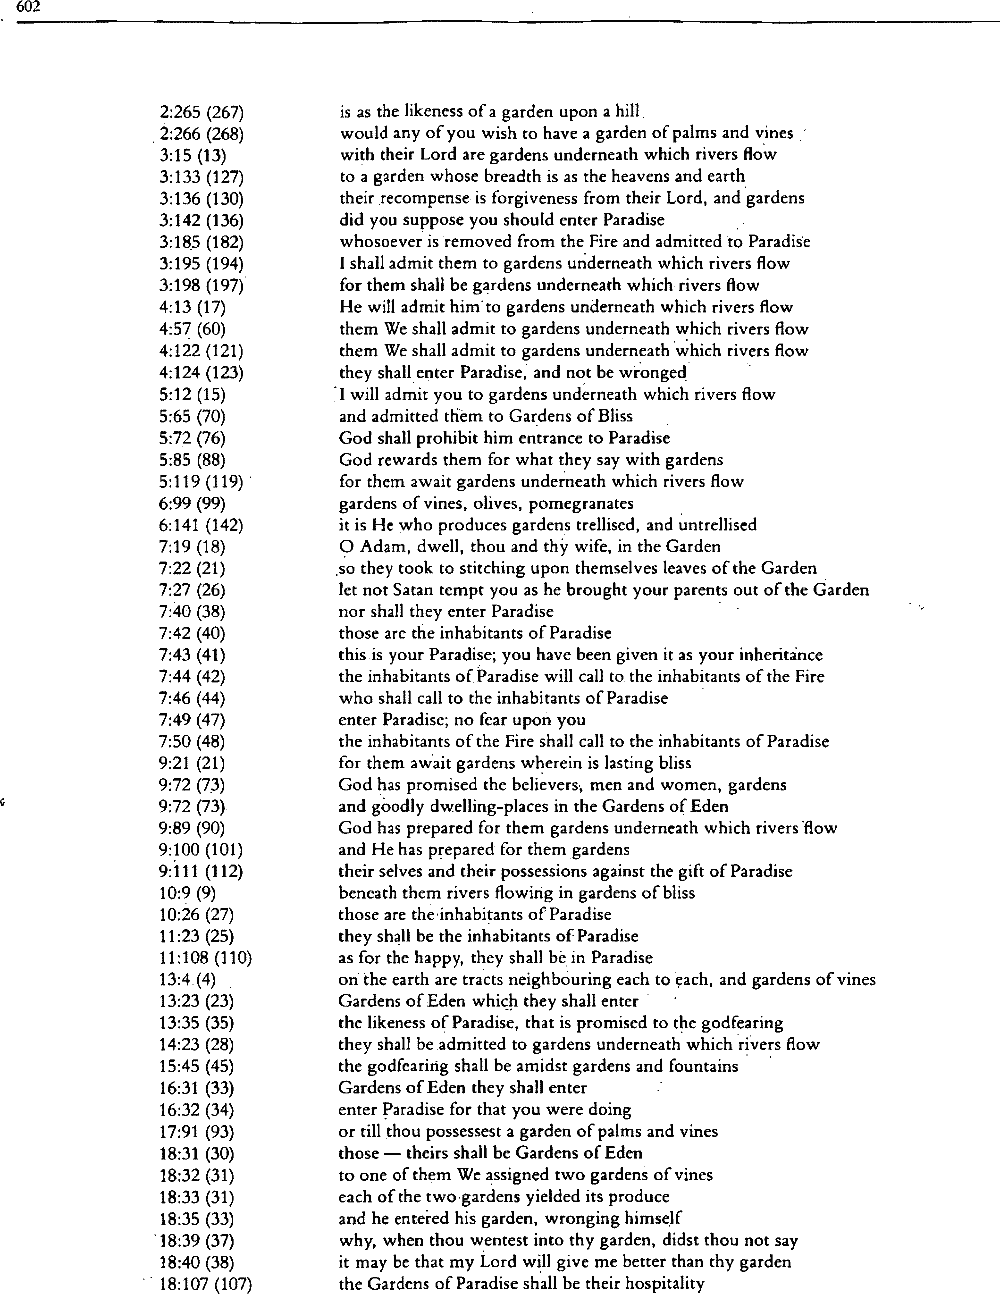 602
2:265 (267) is as the likeness of a garden upon a hill
2:266 (268) would any of you wish to have a garden of palms and vines
3:15 (13) with their Lord are gardens underneath which rivers flow
3:133 (127) to a garden whose breadth is as the heavens and earth
3:136 (130) their recompense is forgiveness from their Lord, and gardens
3:142 (136) did you suppose you should enter Paradise
3:185 (182) whosoever is removed from the Fire and admitted to Paradise
3:195 (194) I shall admit them to gardens underneath which rivers flow
3:198 (197) for them shall be gardens underneath which rivers flow
4:13 (17) He will admit him to gardens underneath which rivers flow
4:57 (60) them We shall admit to gardens underneath which rivers flow
4:122 (121) them We shall admit to gardens underneath which rivers flow
4:124 (123) they shall enter Paradise, and not be wronged
5:12 (15) I will admit you to gardens underneath which rivers flow
5:65 (70) and admitted them to Gardens of Bliss
5:72 (76) God shall prohibit him entrance to Paradise
5:85 (88) God rewards them for what they say with gardens
5:119 (119) for them await gardens underneath which rivers flow
6:99 (99) gardens of vines, olives, pomegranates
6:141 (142) it is He who produces gardens trellised, and untrellised
7:19 (18) O Adam, dwell, thou and thy wife, in the Garden
7:22 (21) so they took to stitching upon themselves leaves of the Garden
7:27 (26) let not Satan tempt you as he brought your parents out of the Garden
7:40 (38) nor shall they enter Paradise
7:42 (40) those are the inhabitants of Paradise
7:43 (41) this is your Paradise; you have been given it as your inheritance
7:44 (42) the inhabitants of Paradise will call to the inhabitants of the Fire
7:46 (44) who shall call to the inhabitants of Paradise
7:49 (47) enter Paradise; no fear upon you
7:50 (48) the inhabitants of the Fire shall call to the inhabitants of Paradise
9:21 (21) for them await gardens wherein is lasting bliss
9:72 (73) God has promised the believers, men and women, gardens
9:72 (73) and goodly dwelling-places in the Gardens of Eden
9:89 (90) God has prepared for them gardens underneath which rivers flow
9:100 (101) and He has prepared for them gardens
9:111 (112) their selves and their possessions against the gift of Paradise
10:9 (9) beneath them rivers flowing in gardens of bliss
10:26 (27) those are the inhabitants of Paradise
11:23 (25) they shall be the inhabitants of Paradise
11:108 (110) as for the happy, they shall be in Paradise
13:4 (4) on the earth are tracts neighbouring each to each, and gardens of vines
13:23 (23) Gardens of Eden which they shall enter
13:35 (35) the likeness of Paradise, that is promised to the godfearing
14:23 (28) they shall be admitted to gardens underneath which rivers flow
15:45 (45) the godfearing shall be amidst gardens and fountains
16:31 (33) Gardens of Eden they shall enter
16:32 (34) enter Paradise for that you were doing
17:91 (93) or till thou possessest a garden of palms and vines
18:31 (30) those — theirs shall be Gardens of Eden
18:32 (31) to one of them We assigned two gardens of vines
18:33 (31) each of the two gardens yielded its produce
18:35 (33) and he entered his garden, wronging himself
18:39 (37) why, when thou wentest into thy garden, didst thou not say
18:40 (38) it may be that my Lord will give me better than thy garden
18:107 (107) the Gardens of Paradise shall be their hospitality